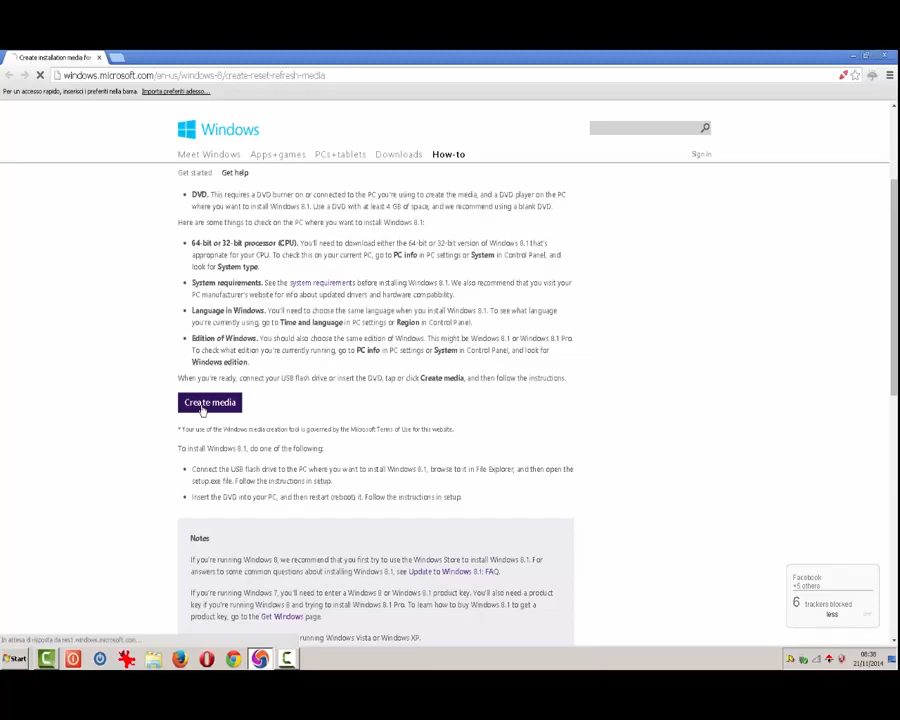 Create installation media for
windows.microsoft.com/en-us/windows-8/create-reset-refresh-media
Per un accesso rapido, inserisci i preferiti nella barra. Importa preferiti adesso...
Windows
Meet Windows Apps+games PCs+tablets Downloads How-to Sign in
Get started Get help
DVD. This requires a DVD burner on or connected to the PC you're using to create the media, and a DVD player on the PC
where you want to install Windows 8.1. Use a DVD with at least 4 GB of space, and we recommend using a blank DVD.
Here are some things to check on the PC where you want to install Windows 8.1:
64-bit or 32-bit processor (CPU). You'll need to download either the 64-bit or 32-bit version of Windows 8.1 that's
appropriate for your CPU. To check this on your current PC, go to PC info in PC settings or System in Control Panel, and
look for System type.
System requirements. See the system requirements before installing Windows 8.1. We also recommend that you visit your
PC manufacturer's website for info about updated drivers and hardware compatibility.
Language in Windows. You'll need to choose the same language when you install Windows 8.1. To see what language
you're currently using, go to Time and language in PC settings or Region in Control Panel.
Edition of Windows. You should also choose the same edition of Windows. This might be Windows 8.1 or Windows 8.1 Pro.
To check what edition you're currently running, go to PC info in PC settings or System in Control Panel, and look for
Windows edition.
When you're ready, connect your USB flash drive or insert the DVD, tap or click Create media, and then follow the instructions.
Create media
* Your use of the Windows media creation tool is governed by the Microsoft Terms of Use for this website.
To install Windows 8.1, do one of the following:
Connect the USB flash drive to the PC where you want to install Windows 8.1, browse to it in File Explorer, and then open the
setup.exe file. Follow the instructions in setup.
Insert the DVD into your PC, and then restart (reboot) it. Follow the instructions in setup.
Notes
If you're running Windows 8, we recommend that you first try to use the Windows Store to install Windows 8.1. For
answers to some common questions about installing Windows 8.1, see Update to Windows 8.1: FAQ.
If you're running Windows 7, you'll need to enter a Windows 8 or Windows 8.1 product key. You'll also need a product
key if you're running Windows 8 and trying to install Windows 8.1 Pro. To learn how to buy Windows 8.1 to get a
product key, go to the Get Windows page.
running Windows Vista or Windows XP.
Facebook
+5 others
6 trackers blocked
less
In attesa di risposta da res1.windows.microsoft.com...
Start
08:38
21/11/2014